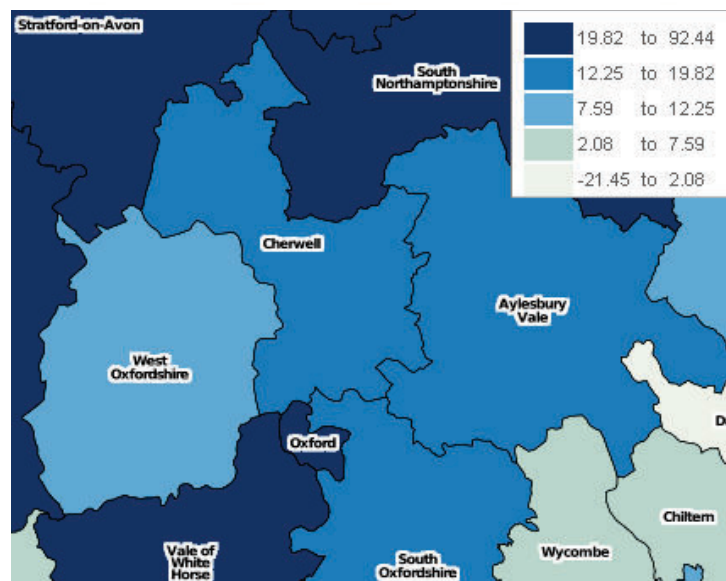 Stratford-on-Avon
19.82 to 92.44
12.25 to 19.82
7.59 to 12.25
2.08 to 7.59
-21.45 to 2.08
South
Northamptonshire
Cherwell
Aylesbury
Vale
West
Oxfordshire
Oxford
Chiltern
Vale of
White
Horse
South
Oxfordshire
Wycombe